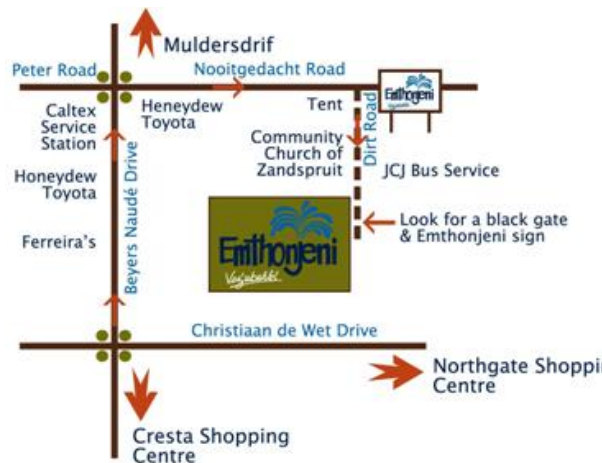 Muldersdrif
Peter Road
Nooitgedacht Road
Emthonjeni
Caltex
Service
Station
Heneydew
Toyota
Tent
Dirt Road
Community
Church of
Zandspruit
JCJ Bus Service
Honeydew
Toyota
Beyers Naudé Drive
Ferreira's
Emthonjeni
Look for a black gate
& Emthonjeni sign
Christiaan de Wet Drive
Northgate Shoppi
Centre
Cresta Shopping
Centre